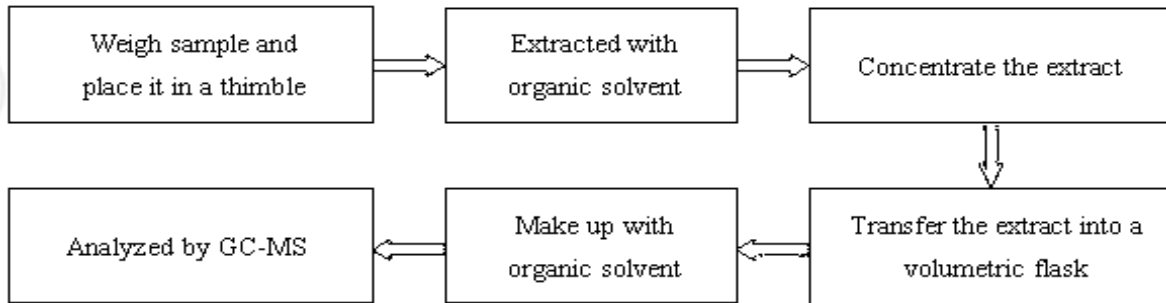 Weigh sample and
place it in a thimble
Extracted with
organic solvent
Concentrate the extract
Transfer the extract into a
volumetric flask
Make up with
organic solvent
Analyzed by GC-MS